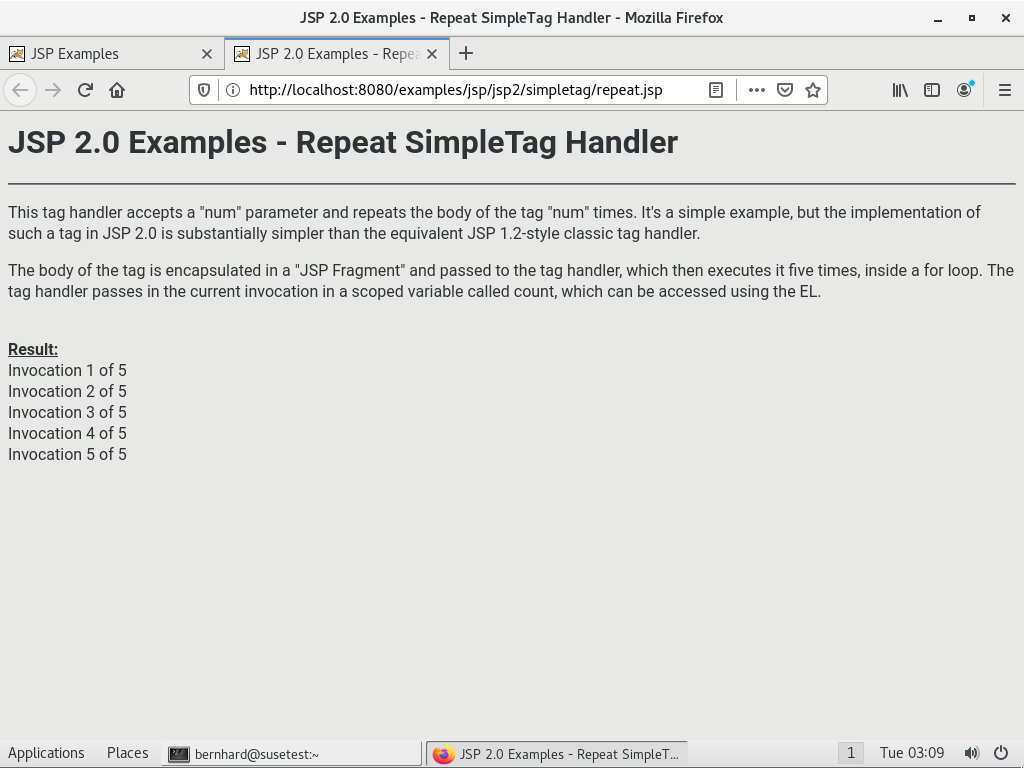 JSP 2.0 Examples - Repeat SimpleTag Handler - Mozilla Firefox
JSP Examples
JSP 2.0 Examples - Repea
http://localhost:8080/examples/jsp/jsp2/simpletag/repeat.jsp
JSP 2.0 Examples - Repeat SimpleTag Handler
This tag handler accepts a "num" parameter and repeats the body of the tag "num" times. It's a simple example, but the implementation of
such a tag in JSP 2.0 is substantially simpler than the equivalent JSP 1.2-style classic tag handler.
The body of the tag is encapsulated in a "JSP Fragment" and passed to the tag handler, which then executes it five times, inside a for loop. The
tag handler passes in the current invocation in a scoped variable called count, which can be accessed using the EL.
Result:
Invocation 1 of 5
Invocation 2 of 5
Invocation 3 of 5
Invocation 4 of 5
Invocation 5 of 5
Applications Places bernhard@susetest:~ JSP 2.0 Examples - Repeat SimpleT... 1 Tue 03:09